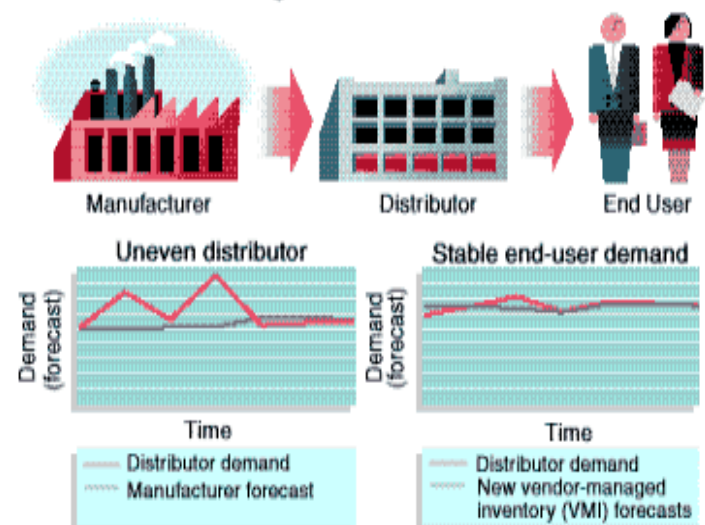 Manufacturer
Distributor
End User
Uneven distributor
Demand
(forecast)
Time
Distributor demand
Manufacturer forecast
Stable end-user demand
Demand
(forecast)
Time
Distributor demand
New vendor-managed
inventory (VMI) forecasts